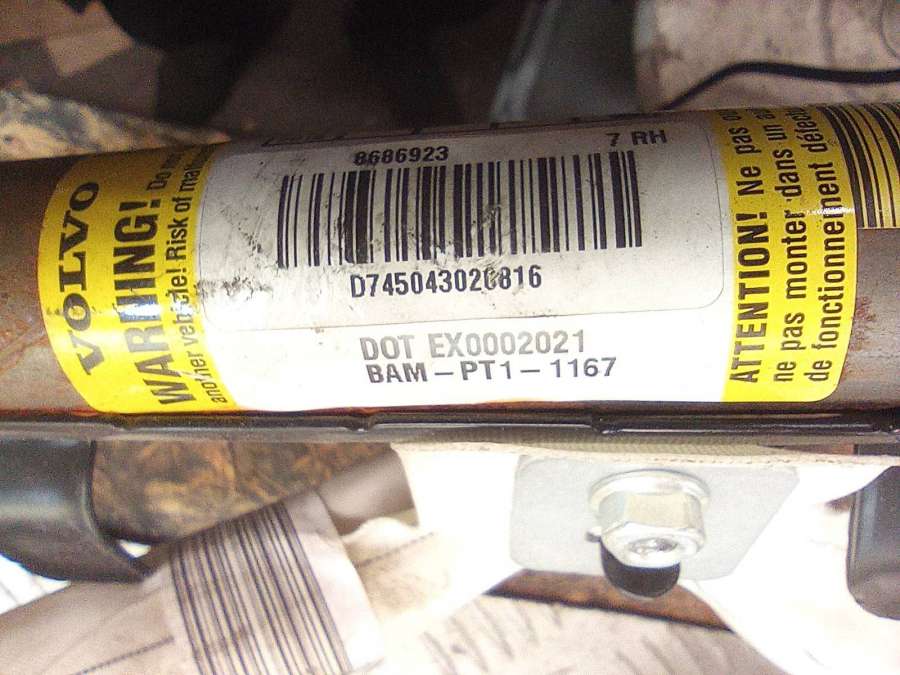 VOLVO
WARNING! Do
another vehicle! Risk of
8686923
7 RH
D745043020816
DOT EX0002021
BAM-PT1-1167
ATTENTION! Ne pas
ne pas monter dans un
de fonctionnement